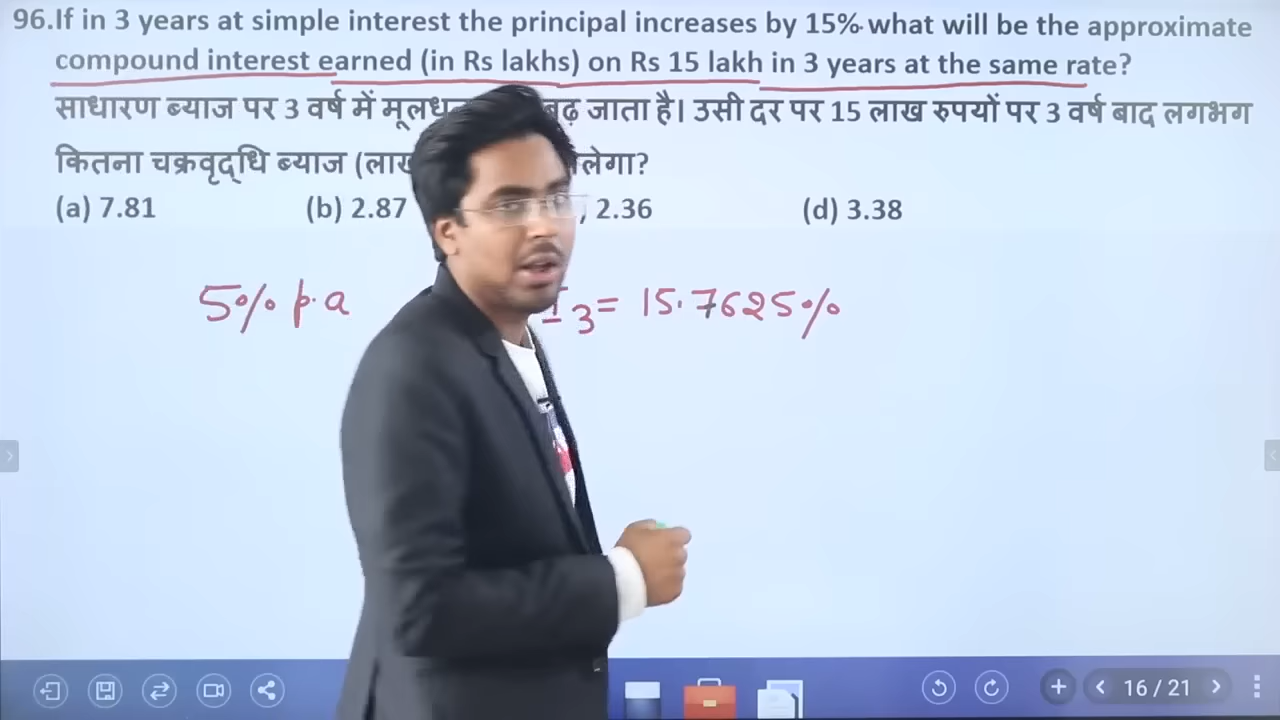 96.If in 3 years at simple interest the principal increases by 15% what will be the approximate
compound interest earned (in Rs lakhs) on Rs 15 lakh in 3 years at the same rate?
साधारण ब्याज पर 3 वर्ष में जाता है। उसी दर पर 15 लाख रुपयों पर 3 वर्ष बाद लगभग
कितना चक्रवृद्धि ब्याज
(a) 7.81 (b) 2.87 2.36 (d) 3.38
5% p.a 3 = 15.7625%
16 / 21